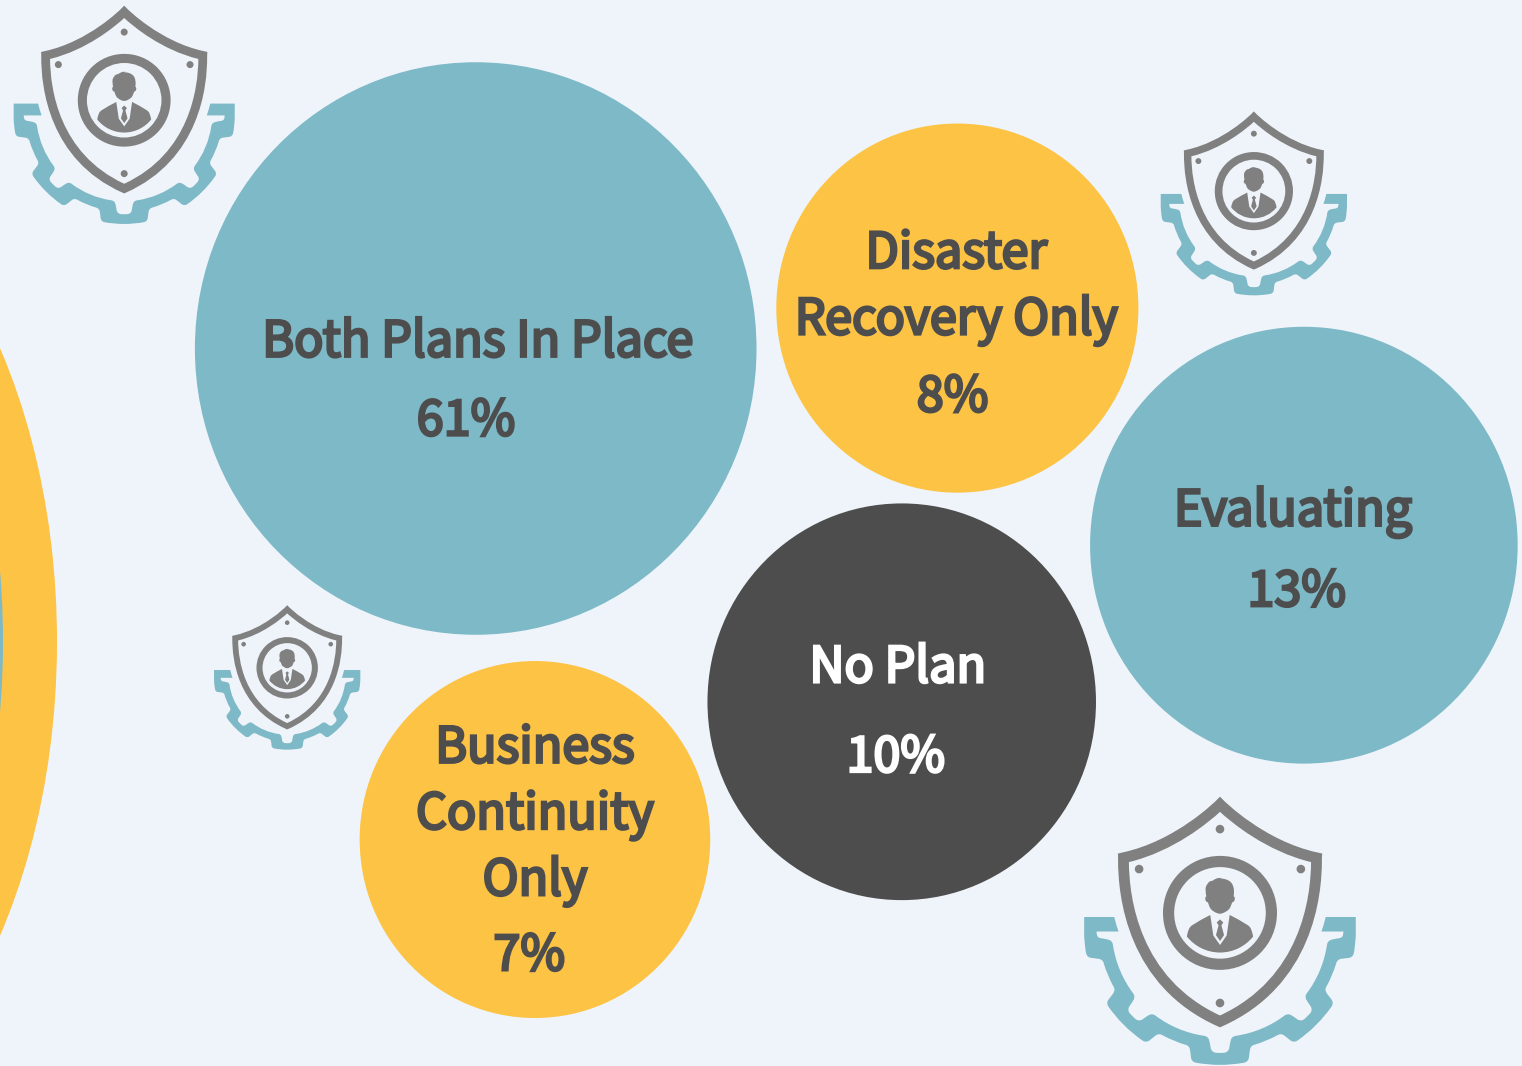 Both Plans In Place
61%
Disaster
Recovery Only
8%
Evaluating
13%
No Plan
10%
Business
Continuity
Only
7%